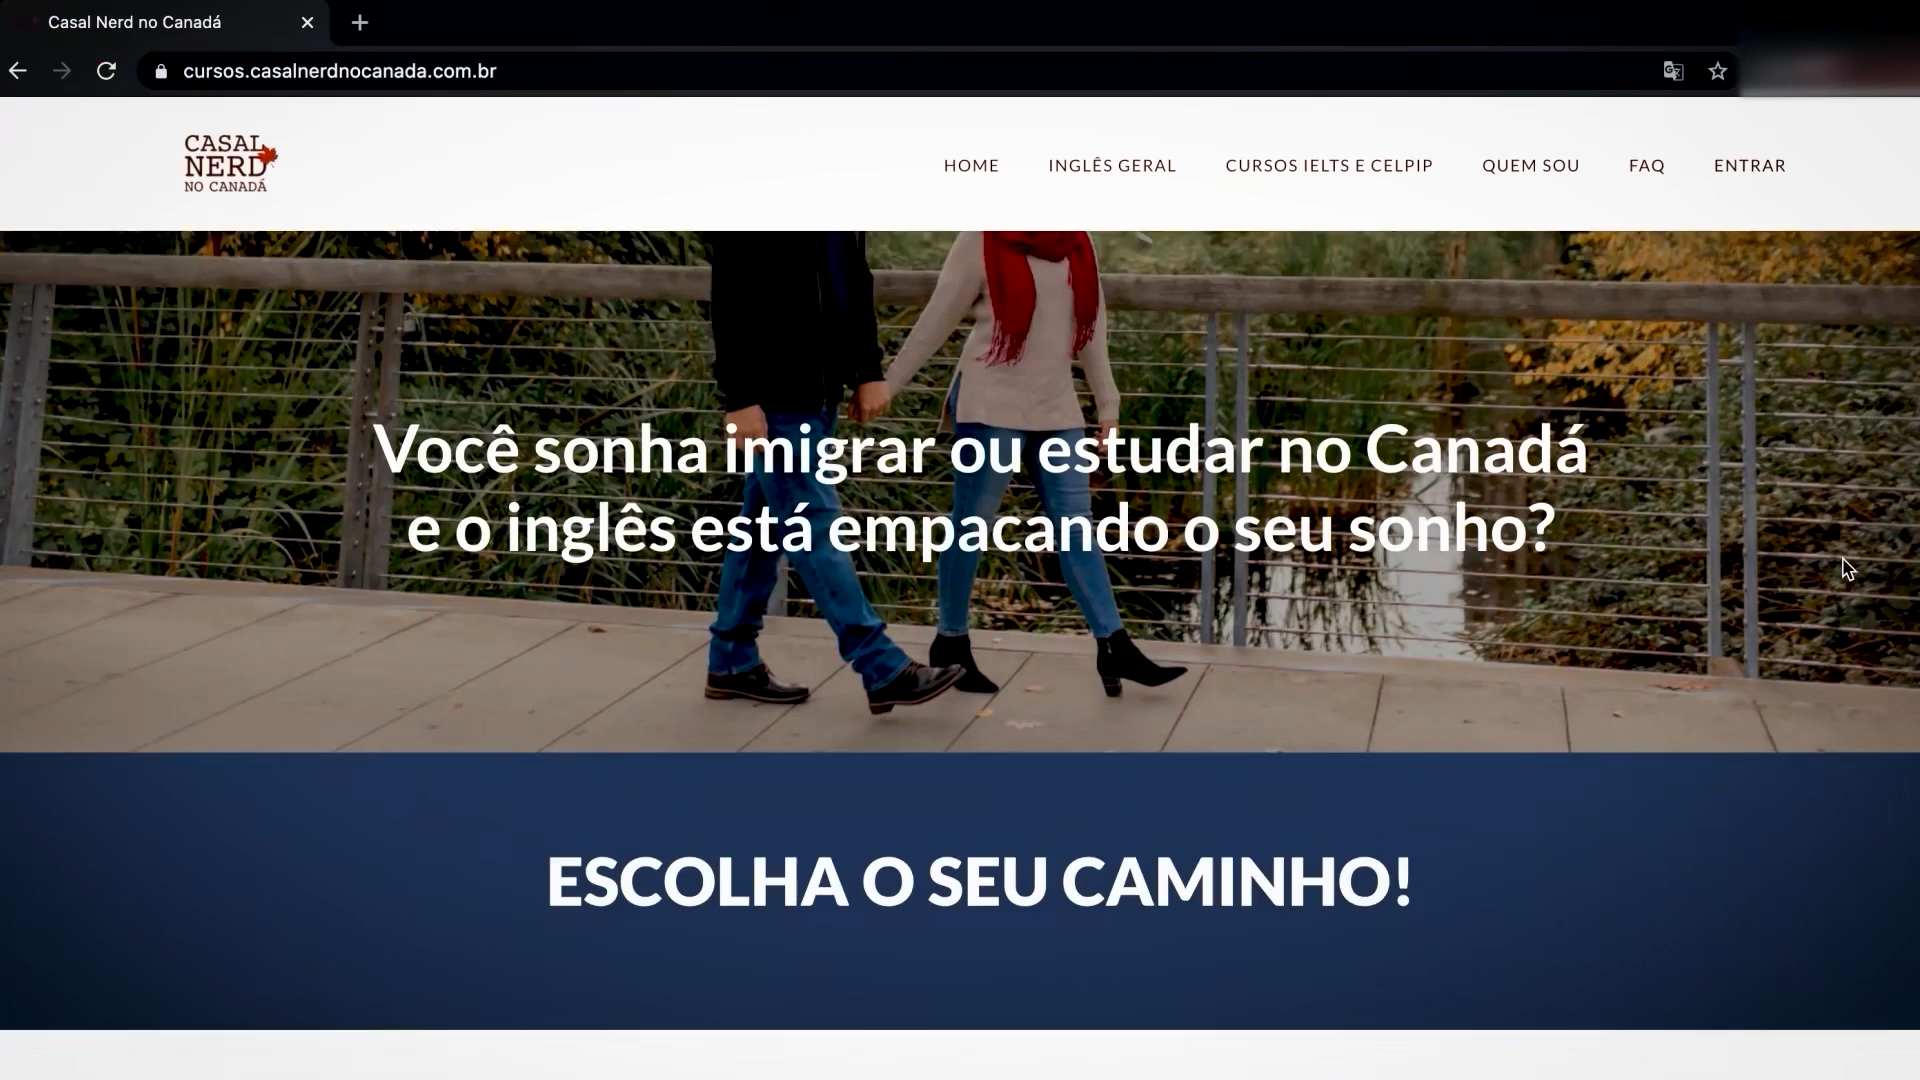 Casal Nerd no Canadá
cursos.casalnerdnocanada.com.br
CASAL
NERD
NO CANADÁ
HOME
INGLÊS GERAL
CURSOS IELTS E CELPIP
QUEM SOU
FAQ
ENTRAR
Você sonha imigrar ou estudar no Canadá
e o inglês está empacando o seu sonho?
ESCOLHA O SEU CAMINHO!